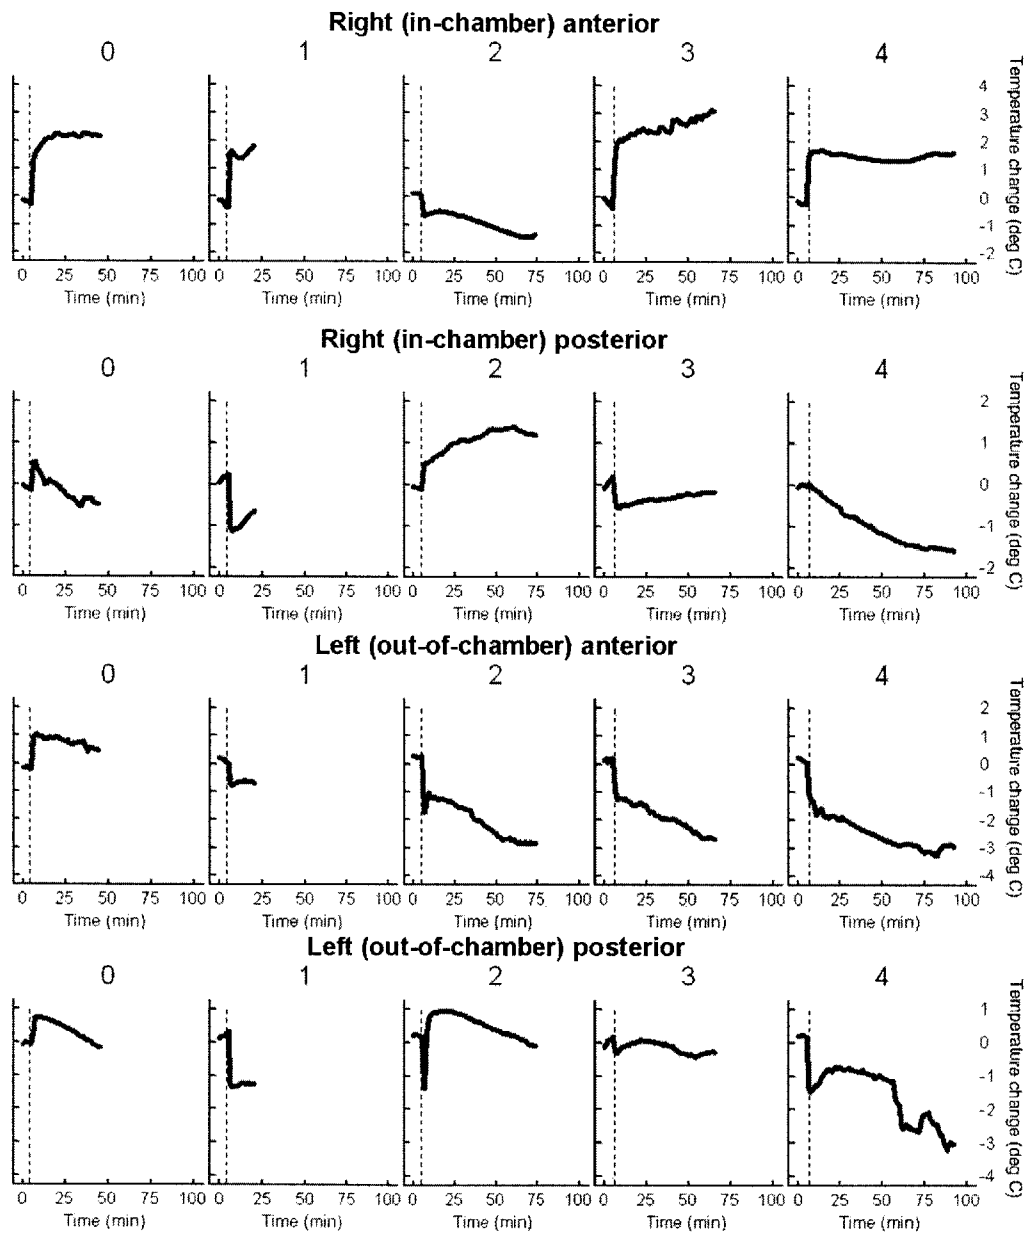 Right (in-chamber) anterior
0 1 2 3 4
4
3
2
1
0
-1
-2
Temperature change (deg C)
0 25 50 75 100 0 25 50 75 100 0 25 50 75 100 0 25 50 75 100 0 25 50 75 100
Time (min) Time (min) Time (min) Time (min) Time (min)
Right (in-chamber) posterior
0 1 2 3 4
2
1
0
-1
-2
Temperature change (deg C)
0 25 50 75 100 0 25 50 75 100 0 25 50 75 100 0 25 50 75 100 0 25 50 75 100
Time (min) Time (min) Time (min) Time (min) Time (min)
Left (out-of-chamber) anterior
0 1 2 3 4
2
1
0
-1
-2
-3
-4
Temperature change (deg C)
0 25 50 75 100 0 25 50 75 100 0 25 50 75 100 0 25 50 75 100 0 25 50 75 100
Time (min) Time (min) Time (min) Time (min) Time (min)
Left (out-of-chamber) posterior
0 1 2 3 4
1
0
-1
-2
-3
-4
Temperature change (deg C)
0 25 50 75 100 0 25 50 75 100 0 25 50 75 100 0 25 50 75 100 0 25 50 75 100
Time (min) Time (min) Time (min) Time (min) Time (min)